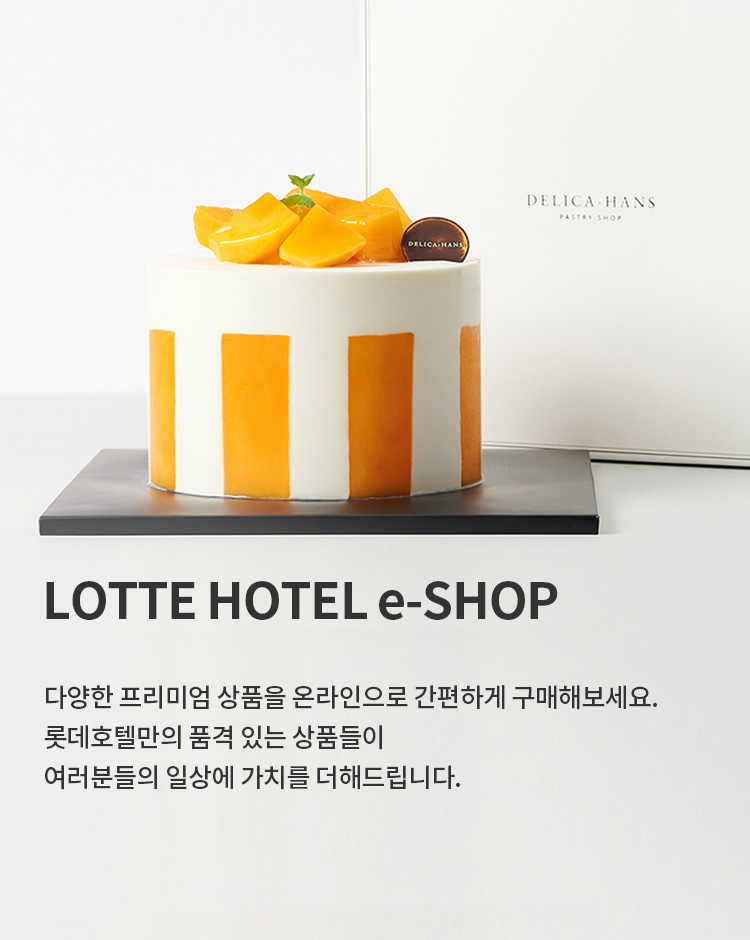 DELICA-HANS
PASTRY SHOP
DELICA-HANS
LOTTE HOTEL e-SHOP
다양한 프리미엄 상품을 온라인으로 간편하게 구매해보세요.
롯데호텔만의 품격 있는 상품들이
여러분들의 일상에 가치를 더해드립니다.